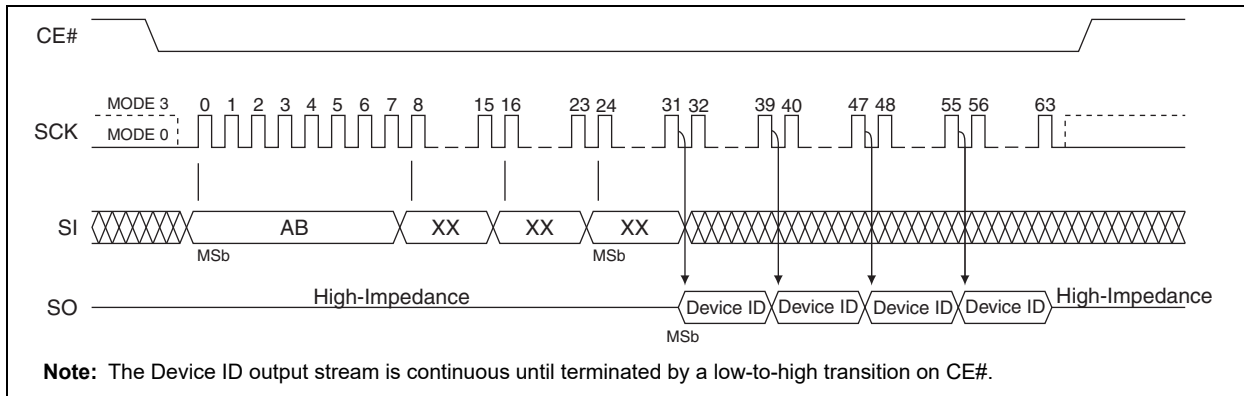 CE#
MODE 3
0 1 2 3 4 5 6 7 8 15 16 23 24 31 32 39 40 47 48 55 56 63
SCK
MODE 0
SI
AB XX XX XX
MSb MSb
High-Impedance
SO
Device ID Device ID Device ID Device ID
High-Impedance
MSb
Note: The Device ID output stream is continuous until terminated by a low-to-high transition on CE#.